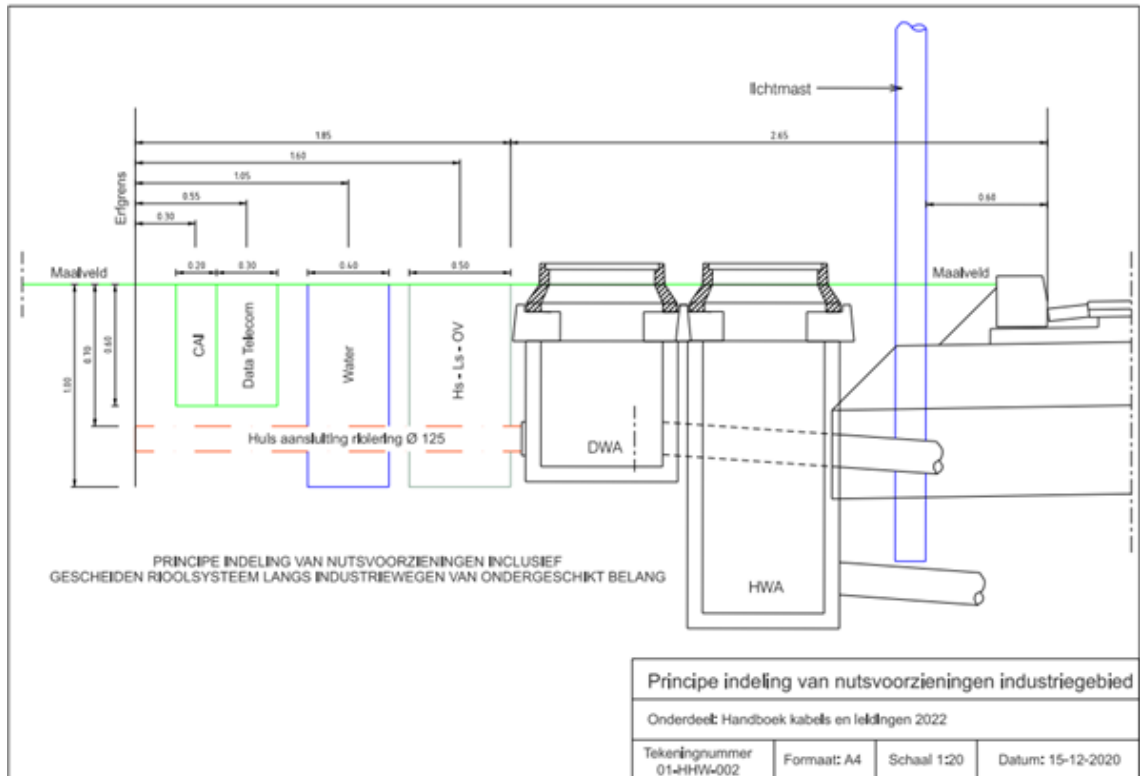 lichtmast
1.85
2.65
1.60
1.05
0.55
0.30
0.60
Erfgrens
Maaiveld
0.20
0.30
0.40
0.50
Maaiveld
1.00
0.70
0.60
CAI
Data Telecom
Water
Hs - Ls - OV
Huis aansluiting riolering Ø 125
DWA
HWA
PRINCIPE INDELING VAN NUTSVOORZIENINGEN INCLUSIEF
GESCHEIDEN RIOOLSYSTEEM LANGS INDUSTRIEWEGEN VAN ONDERGESCHIKT BELANG
Principe indeling van nutsvoorzieningen industriegebied
Onderdeel: Handboek kabels en leidingen 2022
Tekeningnummer
01-HHW-002
Formaat: A4
Schaal 1:20
Datum: 15-12-2020